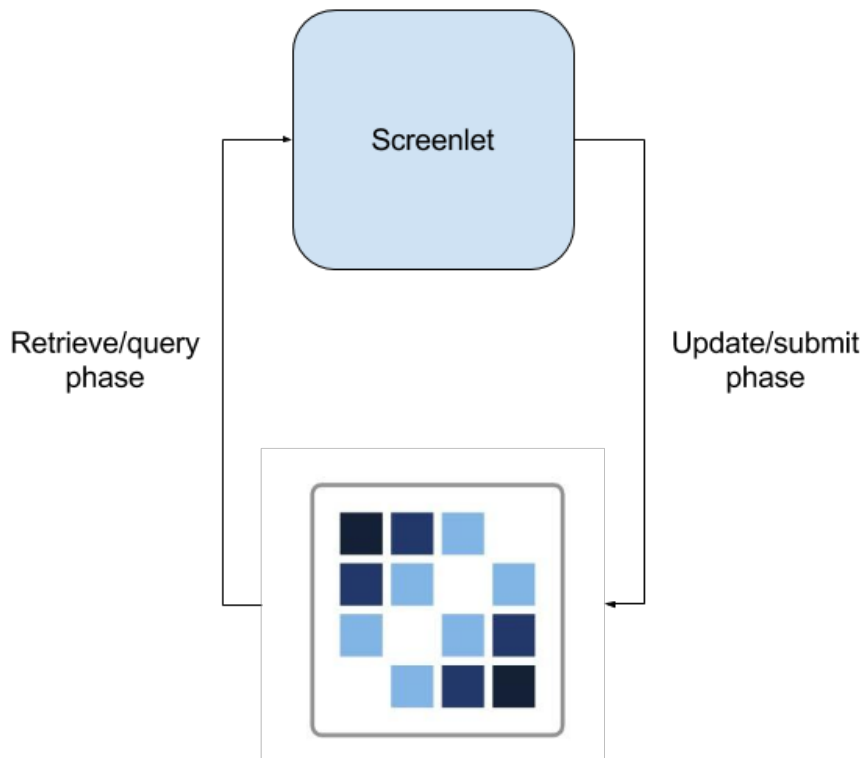 Screenlet
Retrieve/query
phase
Update/submit
phase